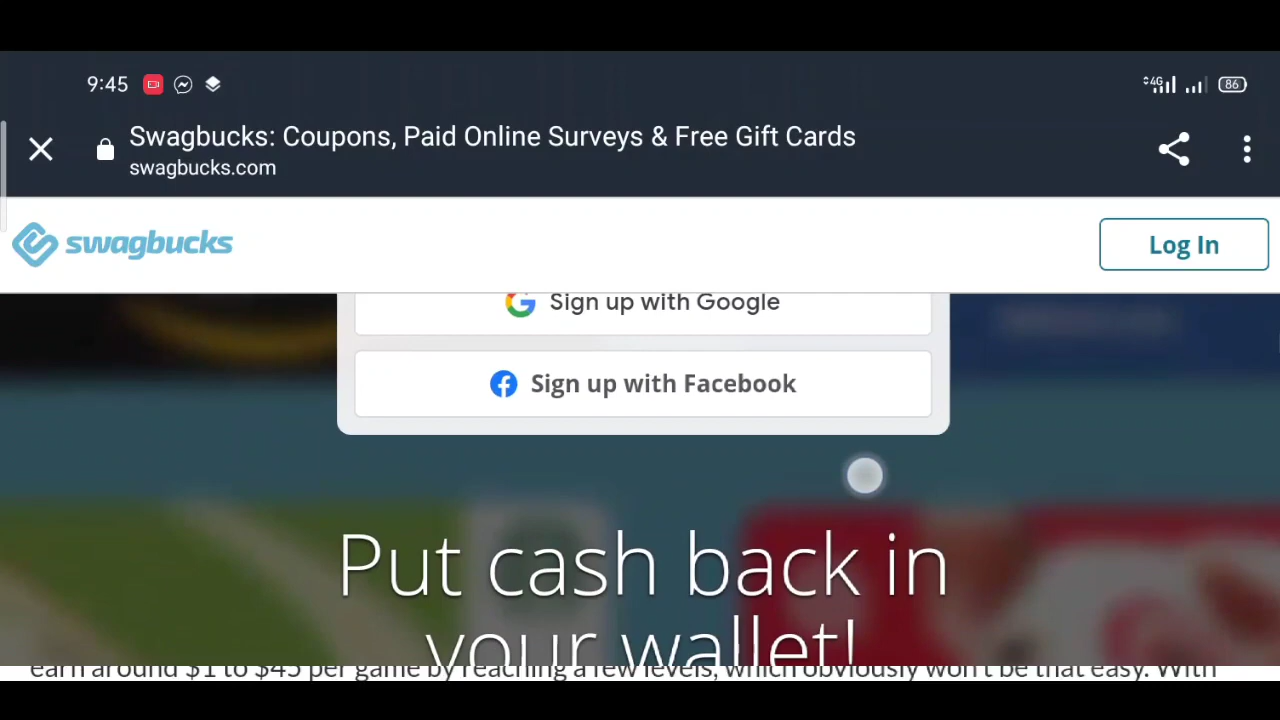 9:45
4G
86
Swagbucks: Coupons, Paid Online Surveys & Free Gift Cards
swagbucks.com
swagbucks
Log In
Sign up with Google
Sign up with Facebook
Put cash back in
your wallet!
earn around $1 to $45 per game by reaching a few levels, which obviously won't be that easy. With